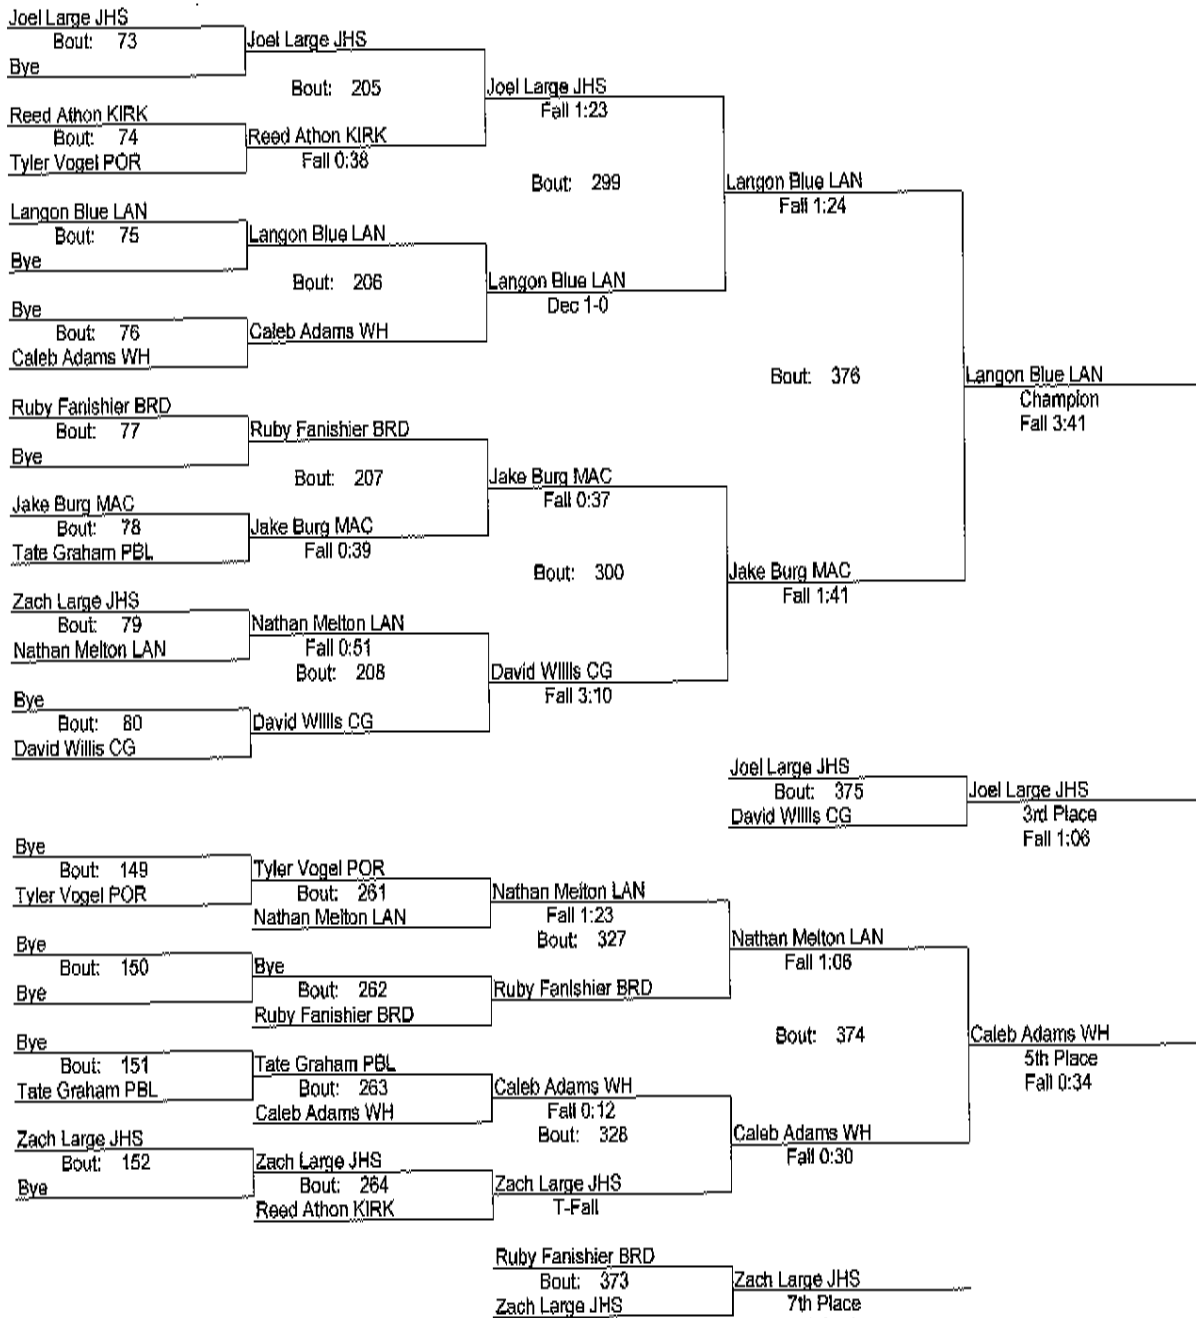 Joel Large JHS
Bout: 73
Bye
Joel Large JHS
Bout: 205
Reed Athon KIRK
Bout: 74
Tyler Vogel POR
Reed Athon KIRK
Fall 0:38
Joel Large JHS
Fall 1:23
Bout: 299
Langon Blue LAN
Bout: 75
Bye
Langon Blue LAN
Bout: 206
Bye
Bout: 76
Caleb Adams WH
Caleb Adams WH
Langon Blue LAN
Dec 1-0
Langon Blue LAN
Fall 1:24
Bout: 376
Ruby Fanishier BRD
Bout: 77
Bye
Ruby Fanishier BRD
Bout: 207
Jake Burg MAC
Bout: 78
Tate Graham PBL
Jake Burg MAC
Fall 0:39
Jake Burg MAC
Fall 0:37
Bout: 300
Zach Large JHS
Bout: 79
Nathan Melton LAN
Nathan Melton LAN
Fall 0:51
Bout: 208
Bye
Bout: 80
David Willis CG
David Willis CG
David Willis CG
Fall 3:10
Jake Burg MAC
Fall 1:41
Langon Blue LAN
Champion
Fall 3:41
Joel Large JHS
Bout: 375
David Willis CG
Joel Large JHS
3rd Place
Fall 1:06
Bye
Bout: 149
Tyler Vogel POR
Tyler Vogel POR
Bout: 261
Nathan Melton LAN
Nathan Melton LAN
Fall 1:23
Bout: 327
Bye
Bout: 150
Bye
Bye
Bout: 262
Ruby Fanishier BRD
Ruby Fanishier BRD
Nathan Melton LAN
Fall 1:06
Bout: 374
Bye
Bout: 151
Tate Graham PBL
Tate Graham PBL
Bout: 263
Caleb Adams WH
Caleb Adams WH
Fall 0:12
Bout: 328
Zach Large JHS
Bout: 152
Bye
Zach Large JHS
Bout: 264
Reed Athon KIRK
Zach Large JHS
T-Fall
Caleb Adams WH
Fall 0:30
Caleb Adams WH
5th Place
Fall 0:34
Ruby Fanishier BRD
Bout: 373
Zach Large JHS
Zach Large JHS
7th Place